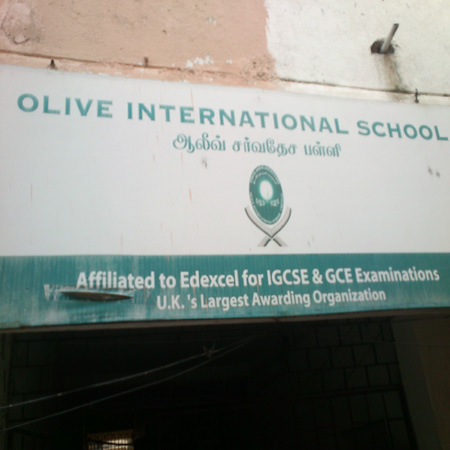 OLIVE INTERNATIONAL SCHOOL
ஆலீவ் சர்வதேச பள்ளி
Affiliated to Edexcel for IGCSE & GCE Examinations
U.K. 's Largest Awarding Organization